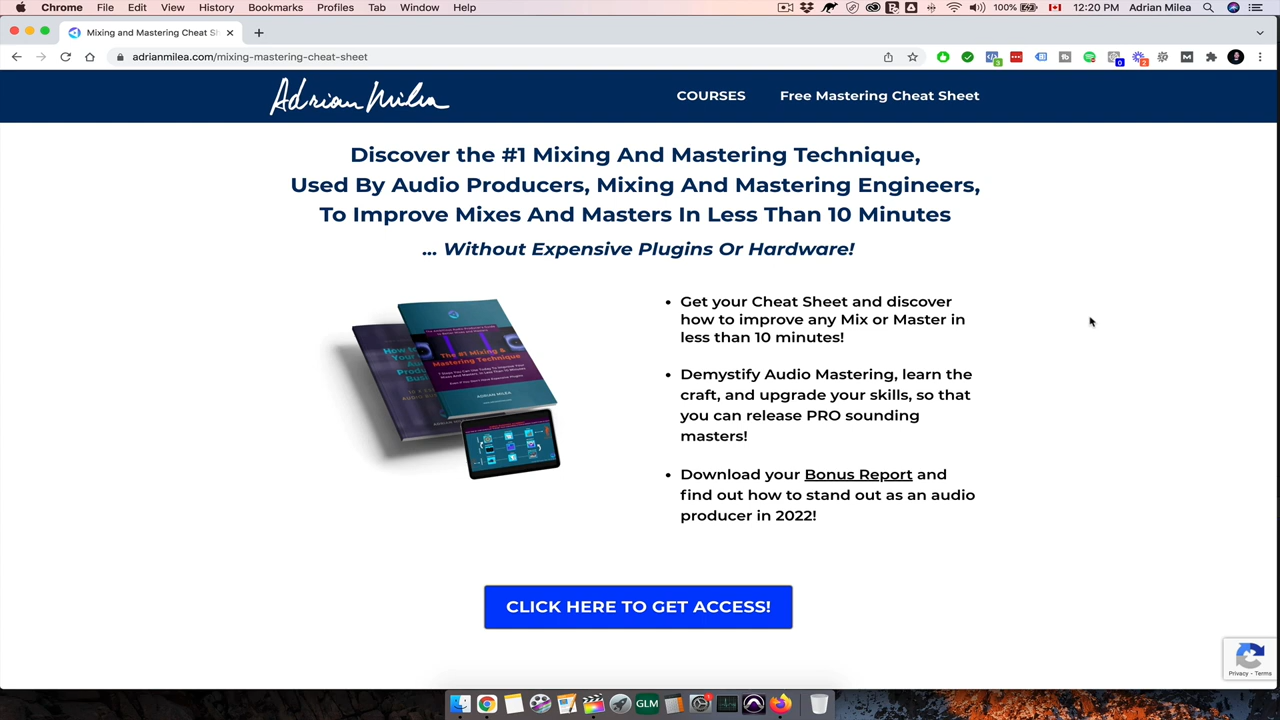 Chrome File Edit View History Bookmarks Profiles Tab Window Help 100% 12:20 PM Adrian Milea
Mixing and Mastering Cheat S
adrianmilea.com/mixing-mastering-cheat-sheet
Adrian Milea
COURSES
Free Mastering Cheat Sheet
Discover the #1 Mixing And Mastering Technique,
Used By Audio Producers, Mixing And Mastering Engineers,
To Improve Mixes And Masters In Less Than 10 Minutes
... Without Expensive Plugins Or Hardware!
The #1 Mixing &
Mastering Technique
ADRIAN MILEA
• Get your Cheat Sheet and discover
how to improve any Mix or Master in
less than 10 minutes!
• Demystify Audio Mastering, learn the
craft, and upgrade your skills, so that
you can release PRO sounding
masters!
• Download your Bonus Report and
find out how to stand out as an audio
producer in 2022!
CLICK HERE TO GET ACCESS!
Privacy - Terms
GLM